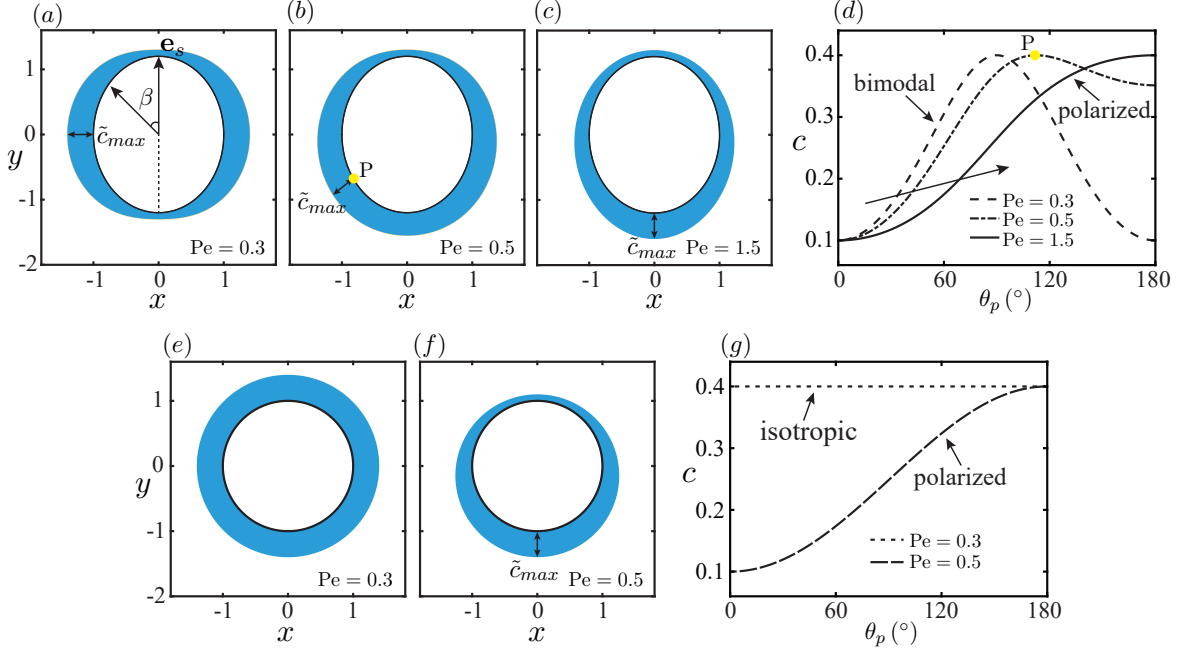 (a)
e_s
β
c̃_max
y
1
0
-1
-2
-1
0
1
x
Pe = 0.3
(b)
P
c̃_max
-1
0
1
x
Pe = 0.5
(c)
c̃_max
-1
0
1
x
Pe = 1.5
(d)
P
bimodal
polarized
c
0.4
0.3
0.2
0.1
0
60
120
180
θ_p (°)
Pe = 0.3
Pe = 0.5
Pe = 1.5
(e)
y
1
0
-1
-2
-1
0
1
x
Pe = 0.3
(f)
c̃_max
-1
0
1
x
Pe = 0.5
(g)
isotropic
polarized
c
0.4
0.3
0.2
0.1
0
60
120
180
θ_p (°)
Pe = 0.3
Pe = 0.5